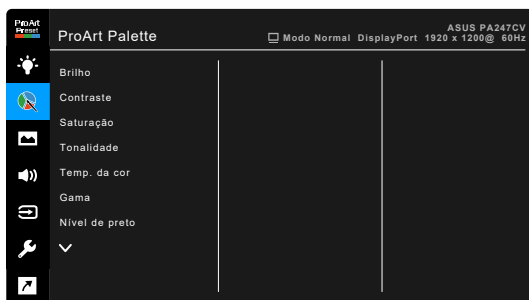 ProArt
Preset
ProArt Palette
ASUS PA247CV
Modo Normal DisplayPort 1920 x 1200@ 60Hz
Brilho
Contraste
Saturação
Tonalidade
Temp. da cor
Gama
Nível de preto